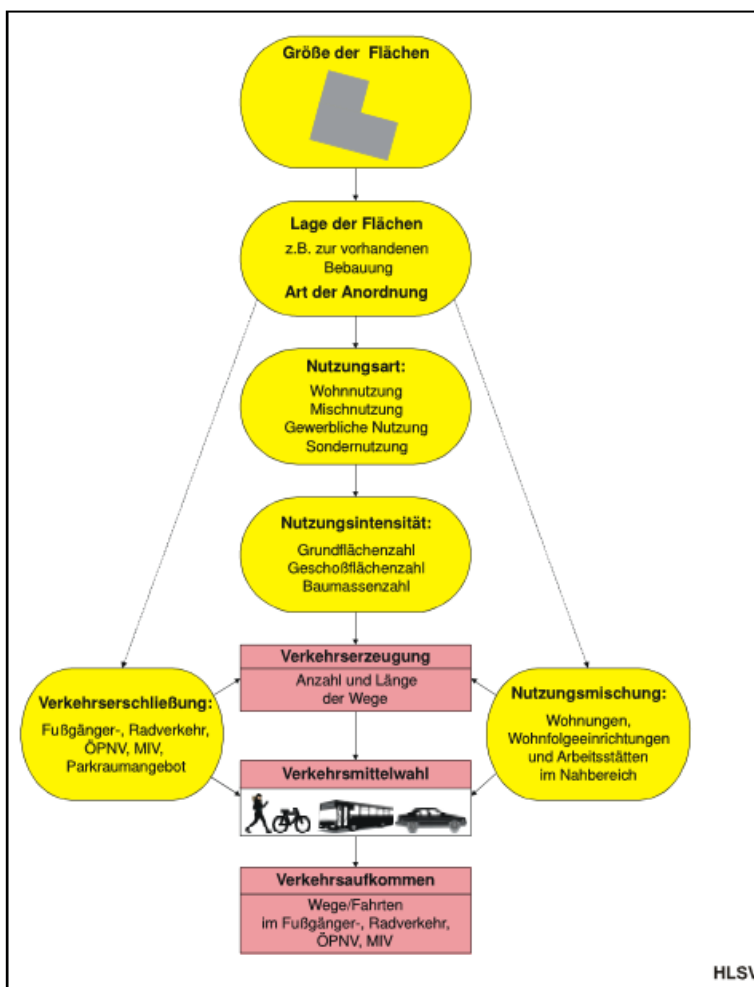 Größe der Flächen
Lage der Flächen
z.B. zur vorhandenen
Bebauung
Art der Anordnung
Nutzungsart:
Wohnnutzung
Mischnutzung
Gewerbliche Nutzung
Sondernutzung
Nutzungsintensität:
Grundflächenzahl
Geschoßflächenzahl
Baumassenzahl
Verkehrserzeugung
Anzahl und Länge
der Wege
Verkehrserschließung:
Fußgänger-, Radverkehr,
ÖPNV, MIV,
Parkraumangebot
Nutzungsmischung:
Wohnungen,
Wohnfolgeeinrichtungen
und Arbeitsstätten
im Nahbereich
Verkehrsmittelwahl
Verkehrsaufkommen
Wege/Fahrten
im Fußgänger-, Radverkehr,
ÖPNV, MIV
HLSV